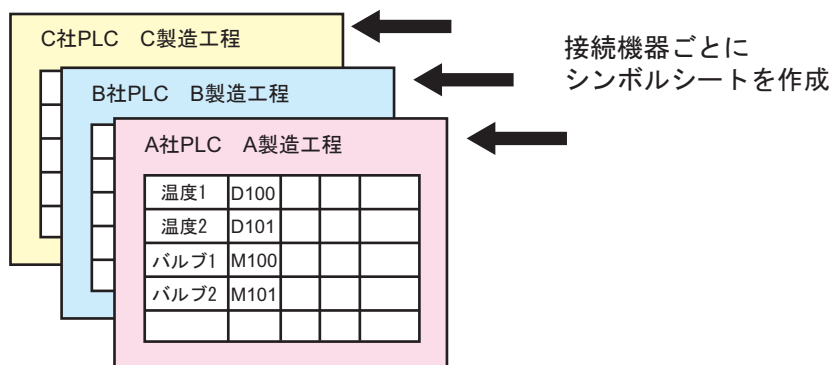 C社PLC　C製造工程
B社PLC　B製造工程
A社PLC　A製造工程
温度1 D100
温度2 D101
バルブ1 M100
バルブ2 M101
接続機器ごとに
シンボルシートを作成